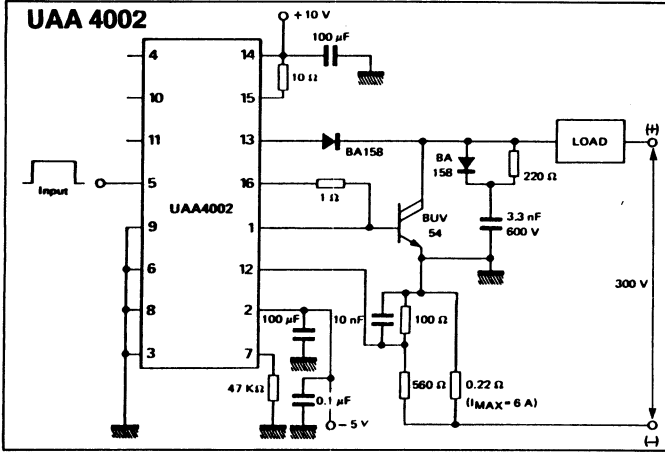 UAA 4002
+10 V
100 µF
4
14
10 Ω
10
15
11
13
BA158
LOAD
(+)
BA
158
220 Ω
Input
5
16
1 Ω
UAA4002
9
1
BUV
54
3.3 nF
600 V
6
12
300 V
8
2
100 µF
10 nF
100 Ω
3
7
47 KΩ
0.1 µF
560 Ω
0.22 Ω
(IMAX = 6 A)
− 5 V
(−)